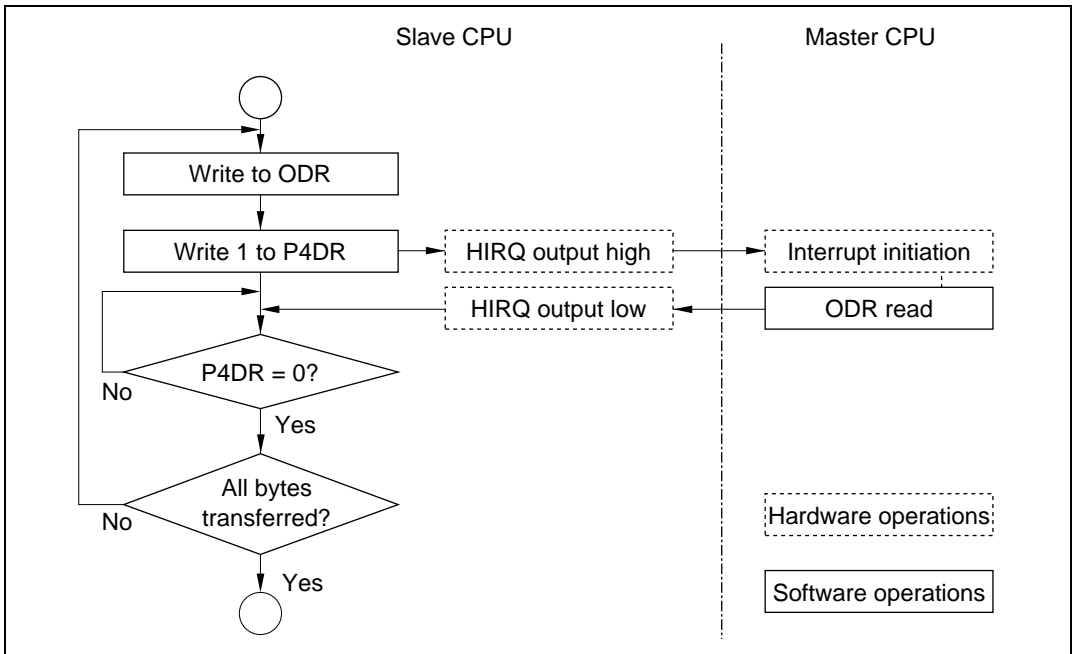 Slave CPU
Master CPU
Write to ODR
Write 1 to P4DR
HIRQ output high
Interrupt initiation
HIRQ output low
ODR read
P4DR = 0?
No
Yes
All bytes
transferred?
No
Yes
Hardware operations
Software operations